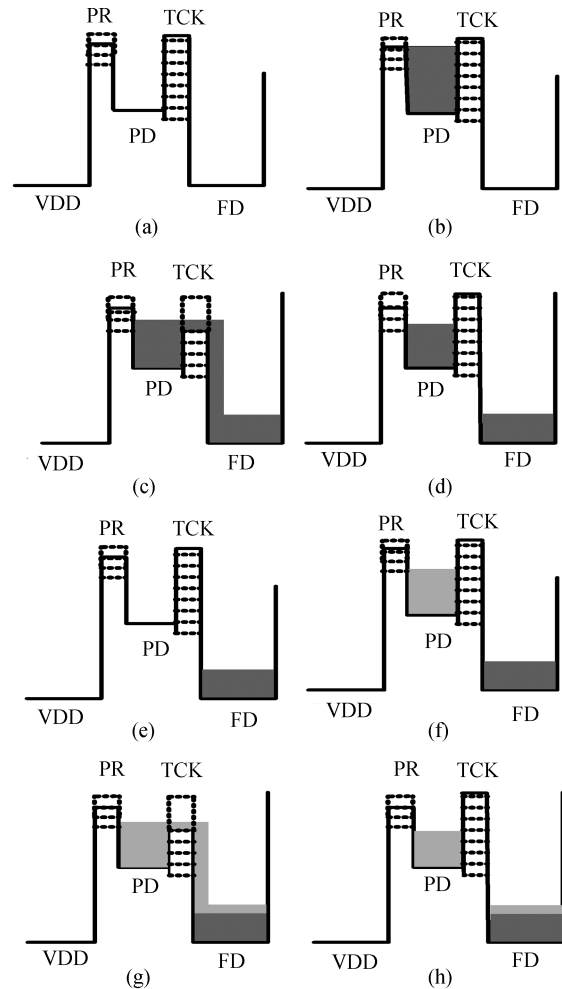 PR TCK
PD
VDD FD
(a)
PR TCK
PD
VDD FD
(b)
PR TCK
PD
VDD FD
(c)
PR TCK
PD
VDD FD
(d)
PR TCK
PD
VDD FD
(e)
PR TCK
PD
VDD FD
(f)
PR TCK
PD
VDD FD
(g)
PR TCK
PD
VDD FD
(h)